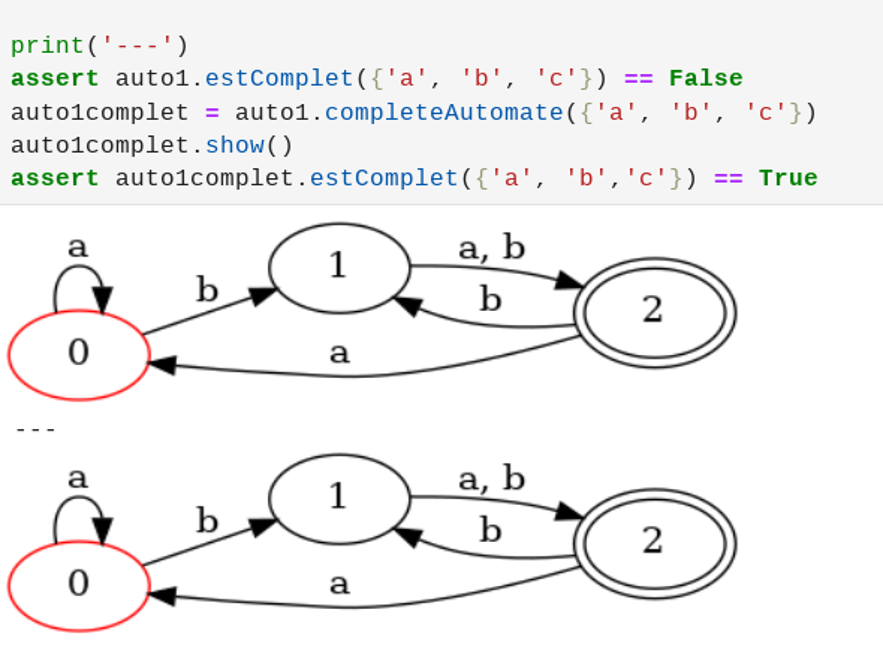 print('---')
assert auto1.estComplet({'a', 'b', 'c'}) == False
auto1complet = auto1.completeAutomate({'a', 'b', 'c'})
auto1complet.show()
assert auto1complet.estComplet({'a', 'b','c'}) == True
a
b
1
a, b
b
2
0
a
---
a
b
1
a, b
b
2
0
a